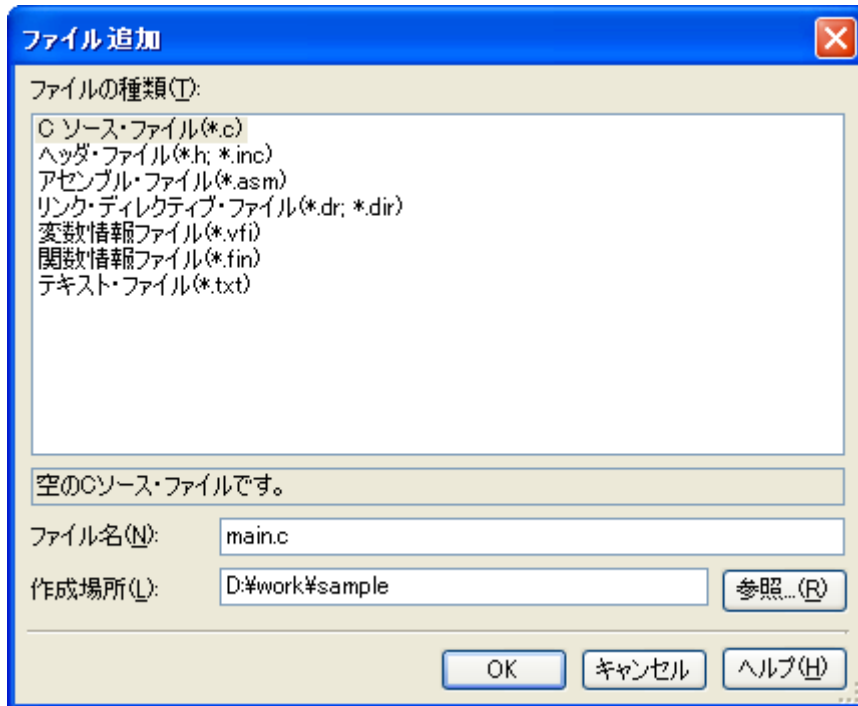 ファイル追加
ファイルの種類(T):
C ソース・ファイル(*.c)
ヘッダ・ファイル(*.h; *.inc)
アセンブル・ファイル(*.asm)
リンク・ディレクティブ・ファイル(*.dr; *.dir)
変数情報ファイル(*.vfi)
関数情報ファイル(*.fin)
テキスト・ファイル(*.txt)
空のCソース・ファイルです。
ファイル名(N): main.c
作成場所(L): D:¥work¥sample 参照...(R)
OK キャンセル ヘルプ(H)